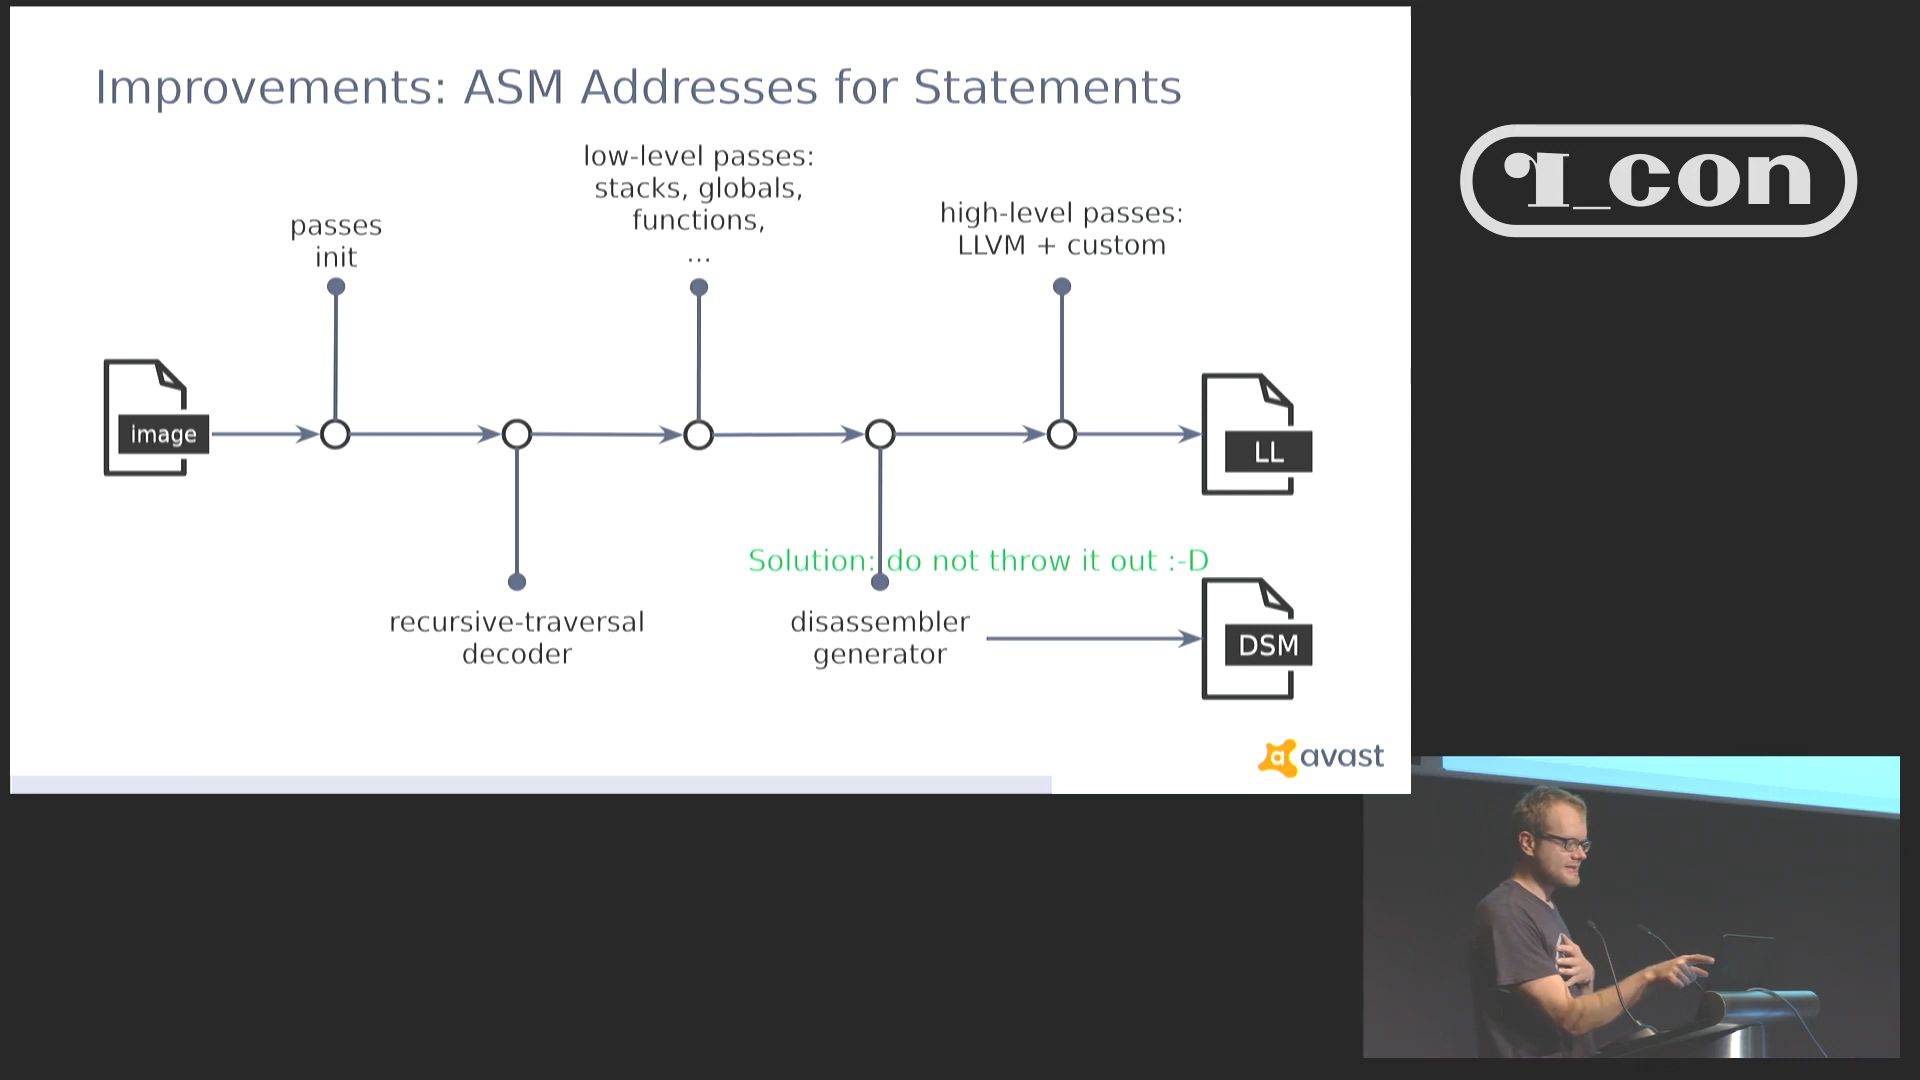 Improvements: ASM Addresses for Statements
low-level passes:
stacks, globals,
functions,
...
passes
init
high-level passes:
LLVM + custom
image
LL
Solution: do not throw it out :-D
recursive-traversal
decoder
disassembler
generator
DSM
avast
r_con